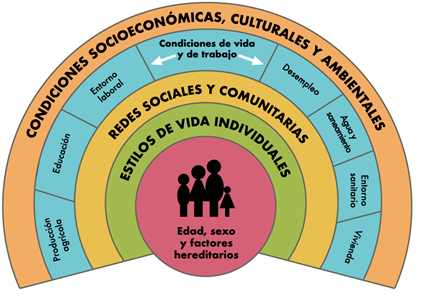 CONDICIONES SOCIOECONÓMICAS, CULTURALES Y AMBIENTALES
Condiciones de vida
y de trabajo
Producción
agrícola
Educación
Entorno
laboral
Desempleo
Agua y
saneamiento
Entorno
sanitario
Vivienda
REDES SOCIALES Y COMUNITARIAS
ESTILOS DE VIDA INDIVIDUALES
Edad, sexo
y factores
hereditarios